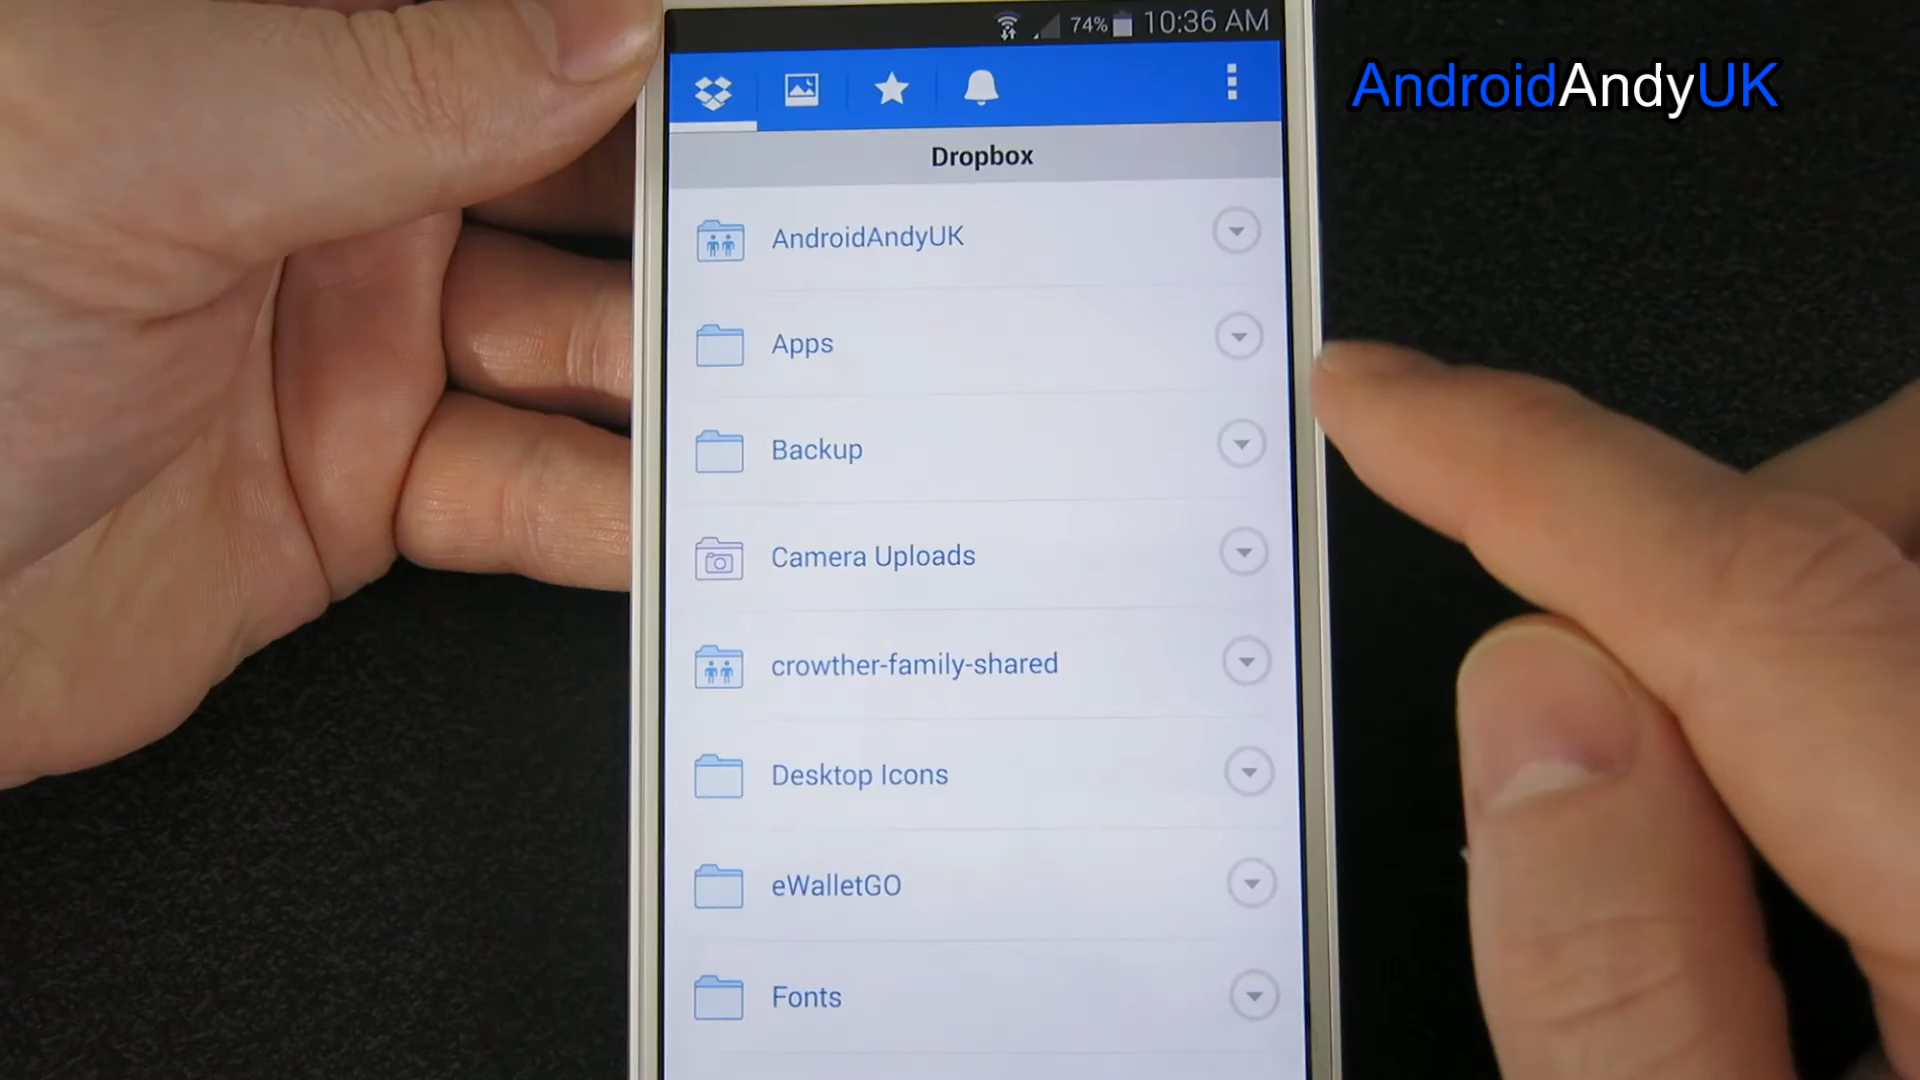 74% 10:36 AM
AndroidAndyUK
Dropbox
AndroidAndyUK
Apps
Backup
Camera Uploads
crowther-family-shared
Desktop Icons
eWalletGO
Fonts